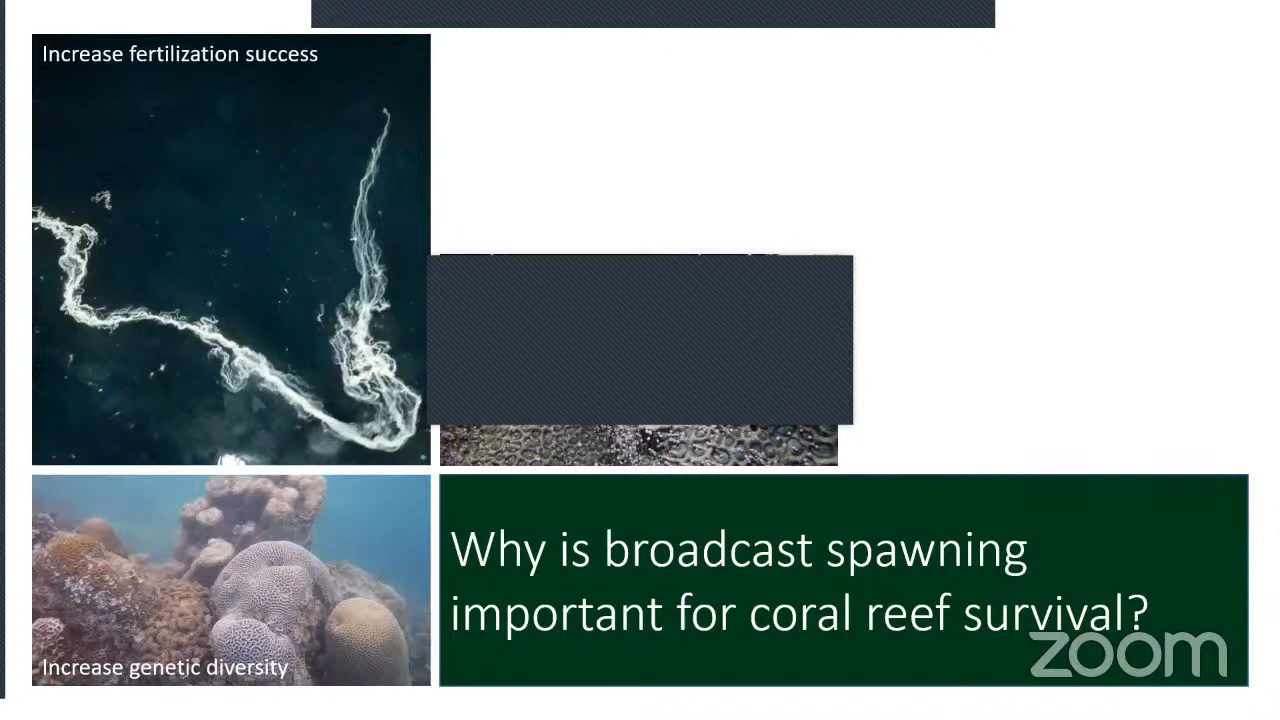 Increase fertilization success
Increase genetic diversity
Why is broadcast spawning
important for coral reef survival?
zoom